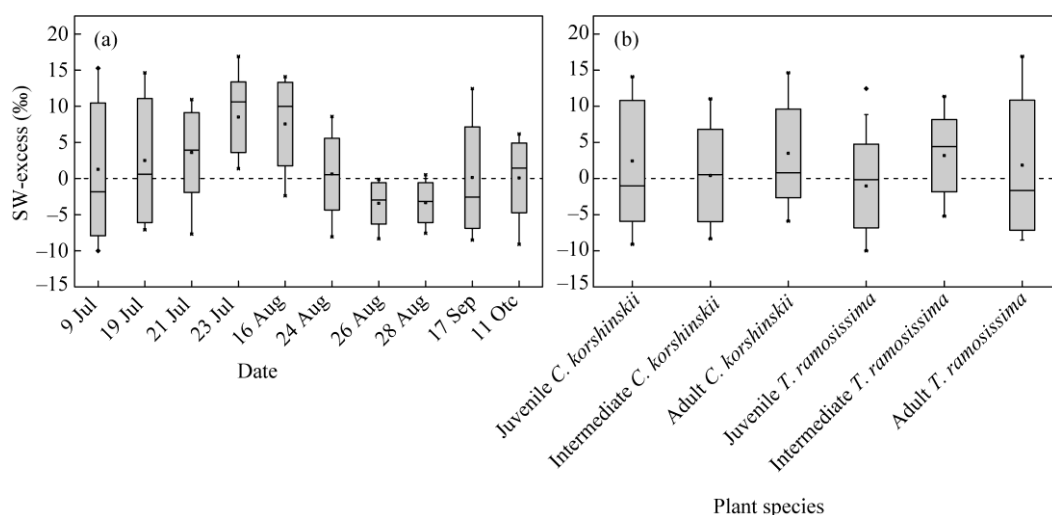 (a)
SW-excess (‰)
20
15
10
5
0
–5
–10
–15
9 Jul
19 Jul
21 Jul
23 Jul
16 Aug
24 Aug
26 Aug
28 Aug
17 Sep
11 Otc
Date
(b)
20
15
10
5
0
–5
–10
–15
Juvenile C. korshinskii
Intermediate C. korshinskii
Adult C. korshinskii
Juvenile T. ramosissima
Intermediate T. ramosissima
Adult T. ramosissima
Plant species